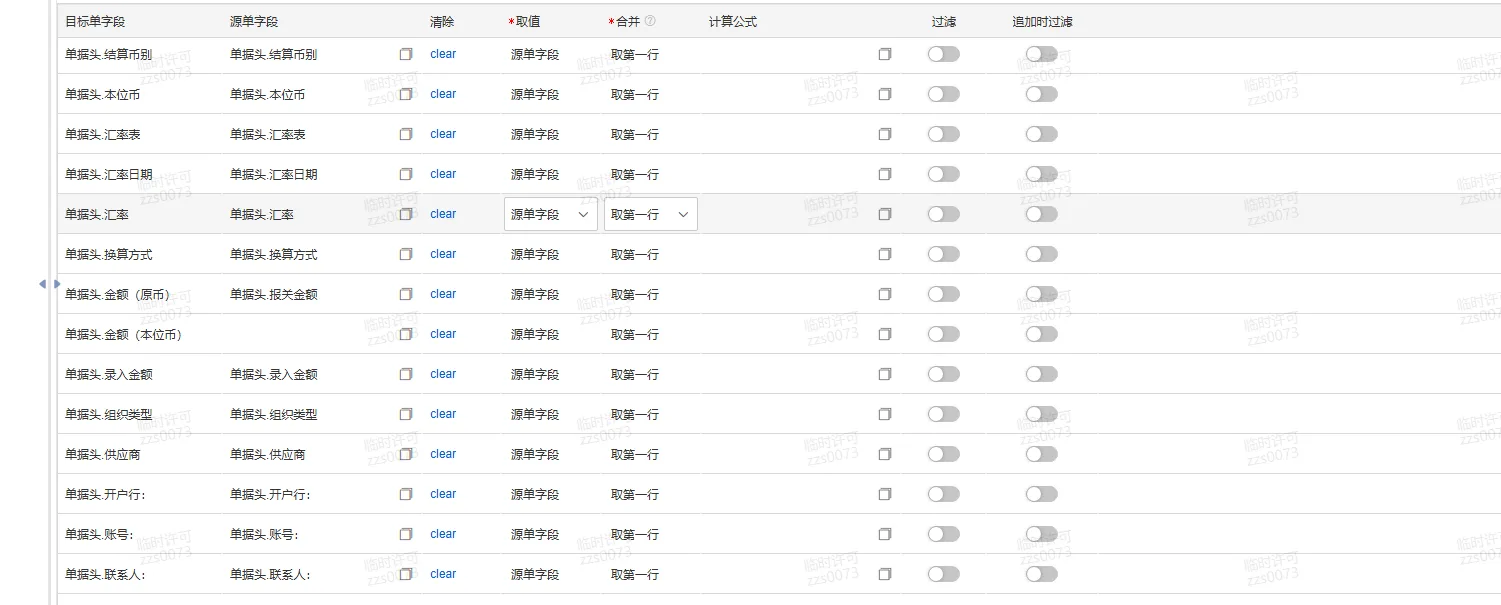 目标单字段 源单字段 清除 *取值 *合并 计算公式 过滤 追加时过滤
单据头.结算币别 单据头.结算币别 clear 源单字段 取第一行
单据头.本位币 单据头.本位币 clear 源单字段 取第一行
单据头.汇率表 单据头.汇率表 clear 源单字段 取第一行
单据头.汇率日期 单据头.汇率日期 clear 源单字段 取第一行
单据头.汇率 单据头.汇率 clear 源单字段 取第一行
单据头.换算方式 单据头.换算方式 clear 源单字段 取第一行
单据头.金额（原币） 单据头.报关金额 clear 源单字段 取第一行
单据头.金额（本位币） clear 源单字段 取第一行
单据头.录入金额 单据头.录入金额 clear 源单字段 取第一行
单据头.组织类型 单据头.组织类型 clear 源单字段 取第一行
单据头.供应商 单据头.供应商 clear 源单字段 取第一行
单据头.开户行: 单据头.开户行: clear 源单字段 取第一行
单据头.账号: 单据头.账号: clear 源单字段 取第一行
单据头.联系人: 单据头.联系人: clear 源单字段 取第一行
临时许可
zzs0073